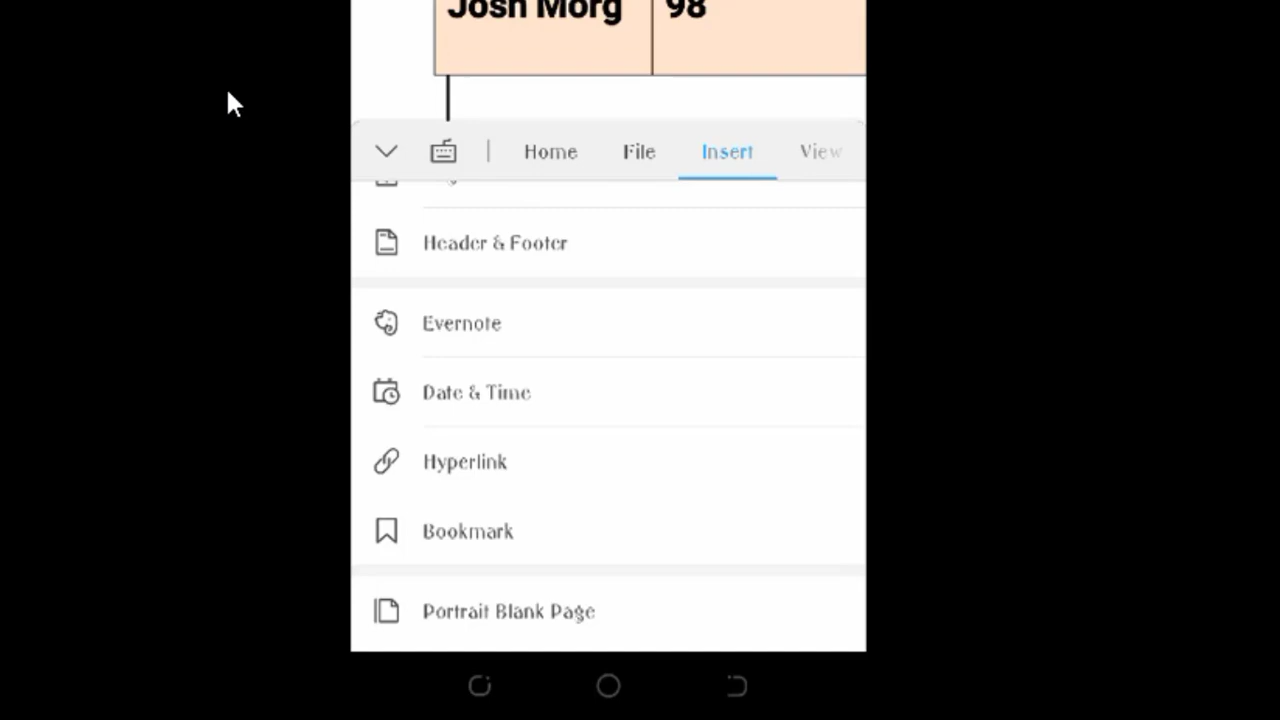 Josh Morg 98
Home File Insert View
Header & Footer
Evernote
Date & Time
Hyperlink
Bookmark
Portrait Blank Page